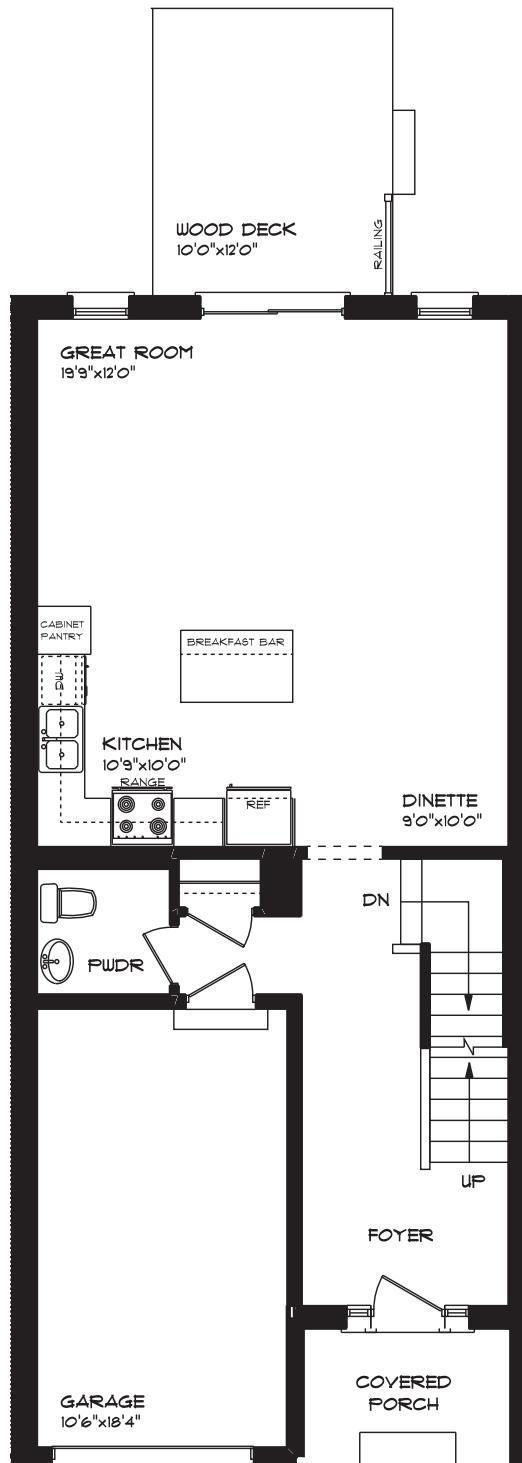 WOOD DECK
10'0"x12'0"
RAILING
GREAT ROOM
19'9"x12'0"
CABINET
PANTRY
BREAKFAST BAR
DW
KITCHEN
10'9"x10'0"
RANGE
REF
DINETTE
9'0"x10'0"
DN
PWDR
UP
FOYER
GARAGE
10'6"x18'4"
COVERED
PORCH